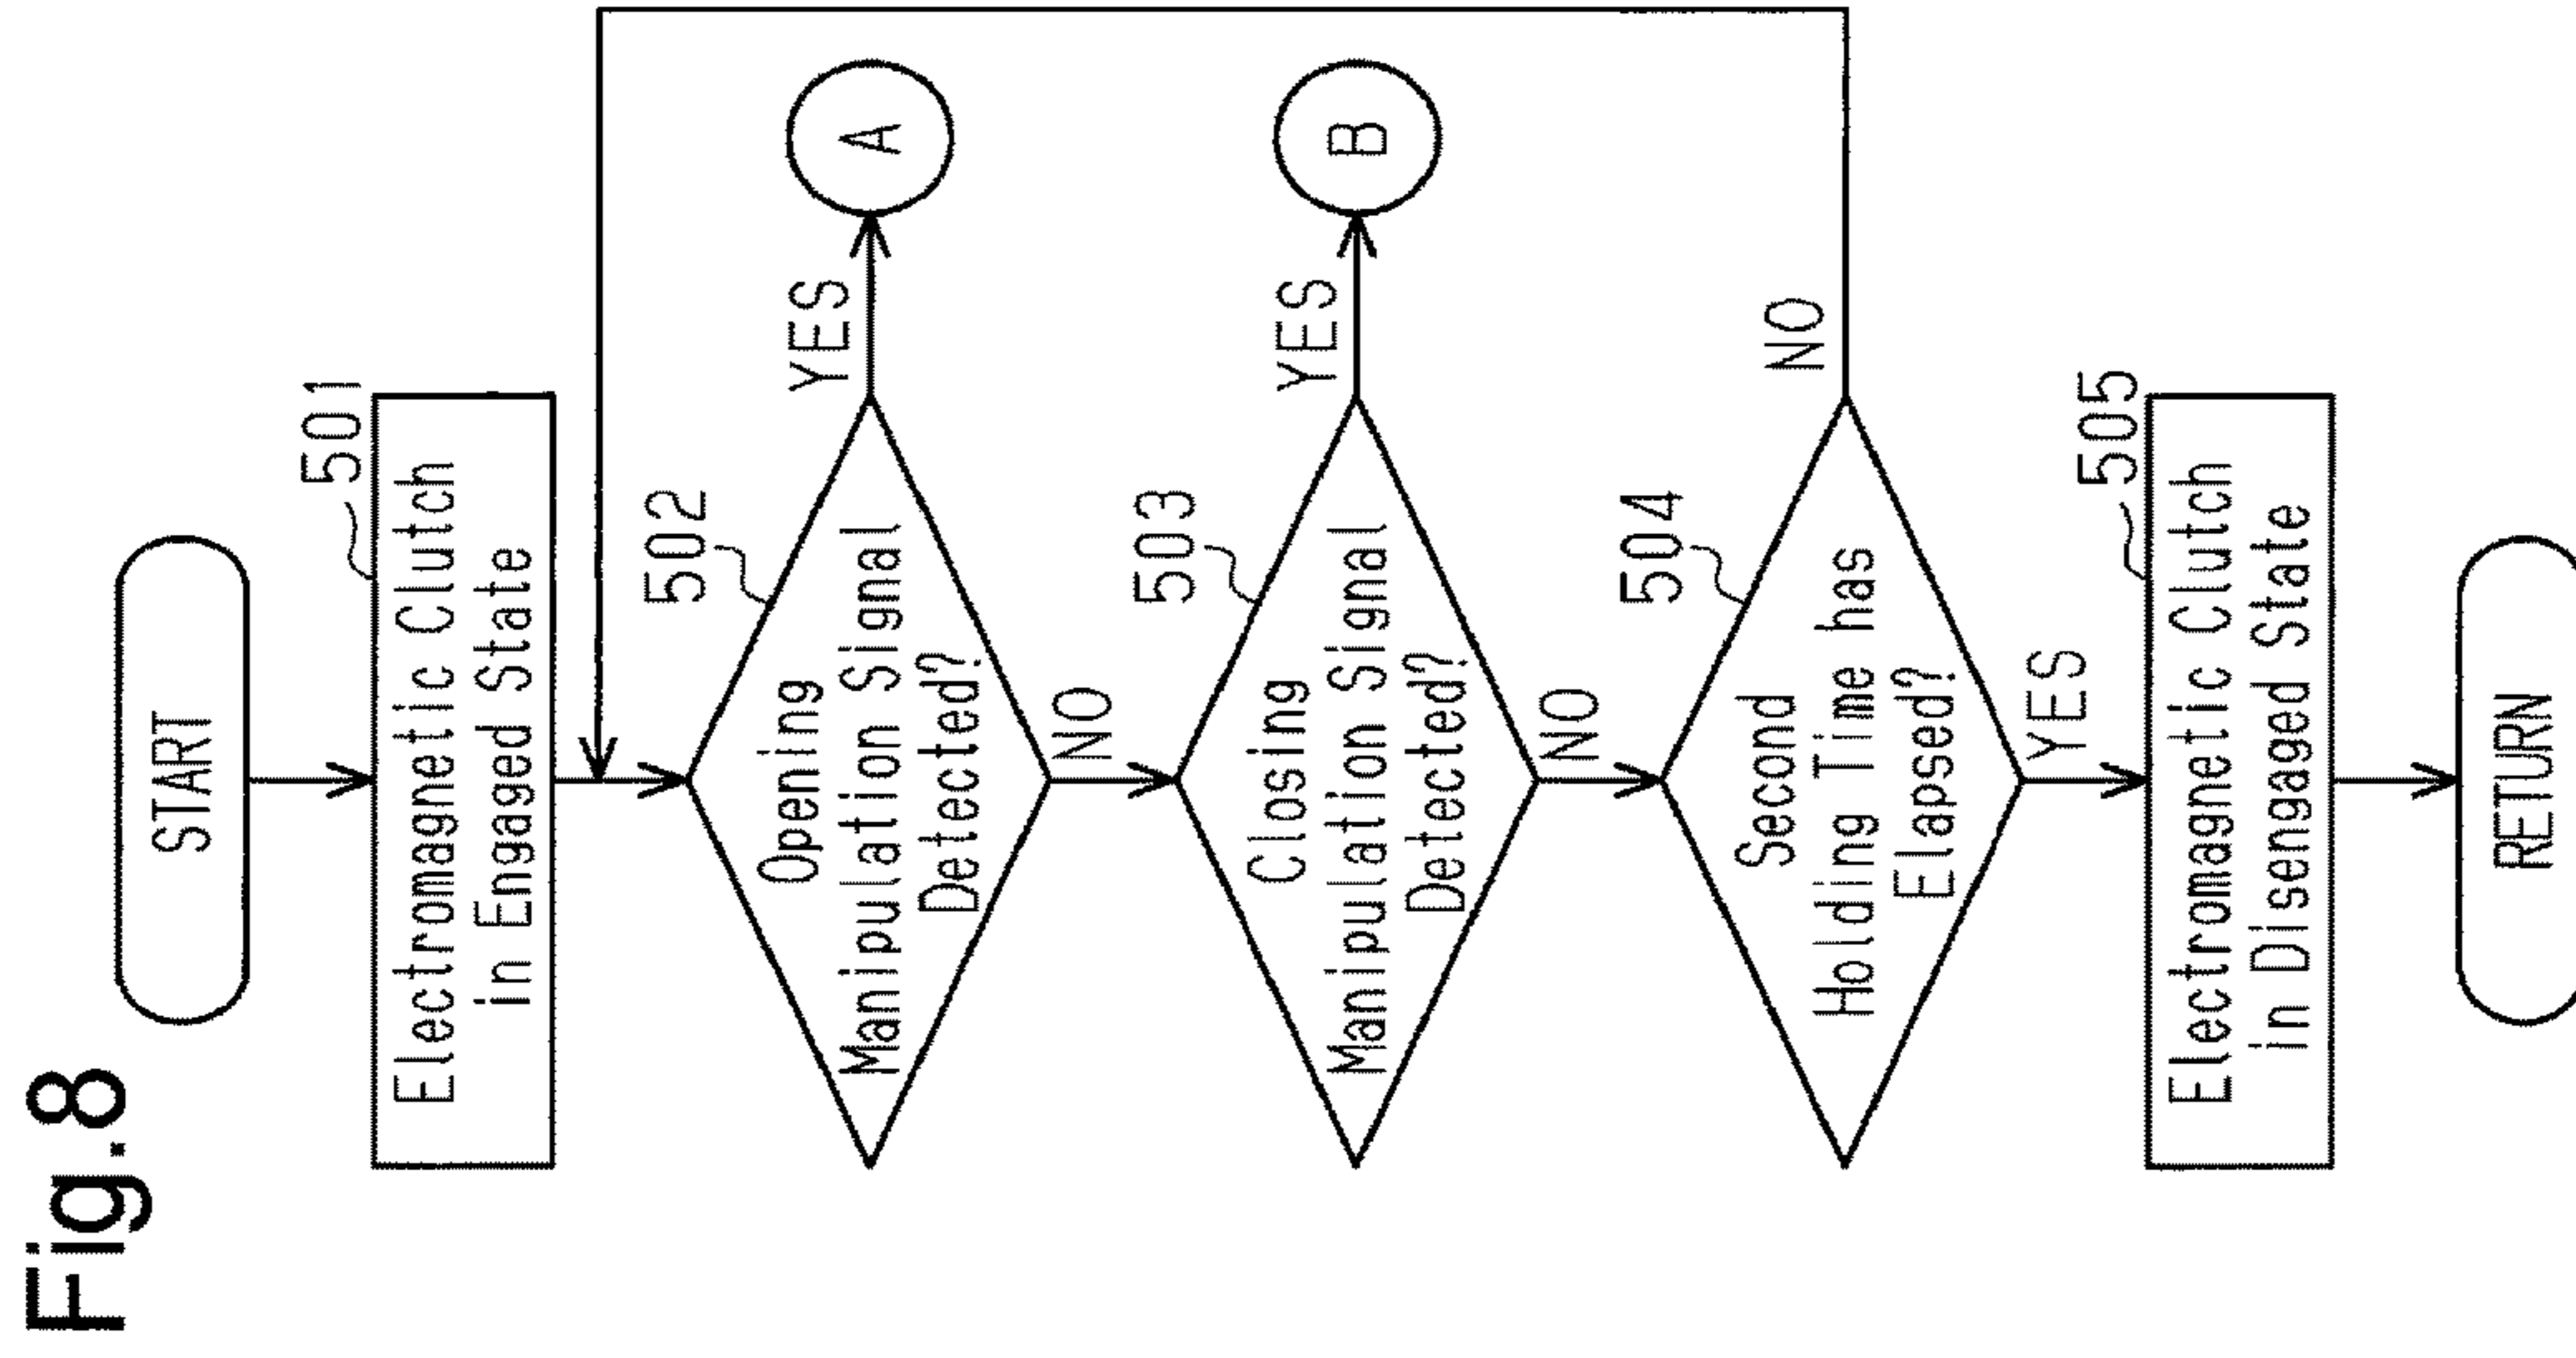 Fig.8
START
501
Electromagnetic Clutch
in Engaged State
502
Opening
Manipulation Signal
Detected?
YES
A
NO
503
Closing
Manipulation Signal
Detected?
YES
B
NO
504
Second
Holding Time has
Elapsed?
NO
YES
505
Electromagnetic Clutch
in Disengaged State
RETURN